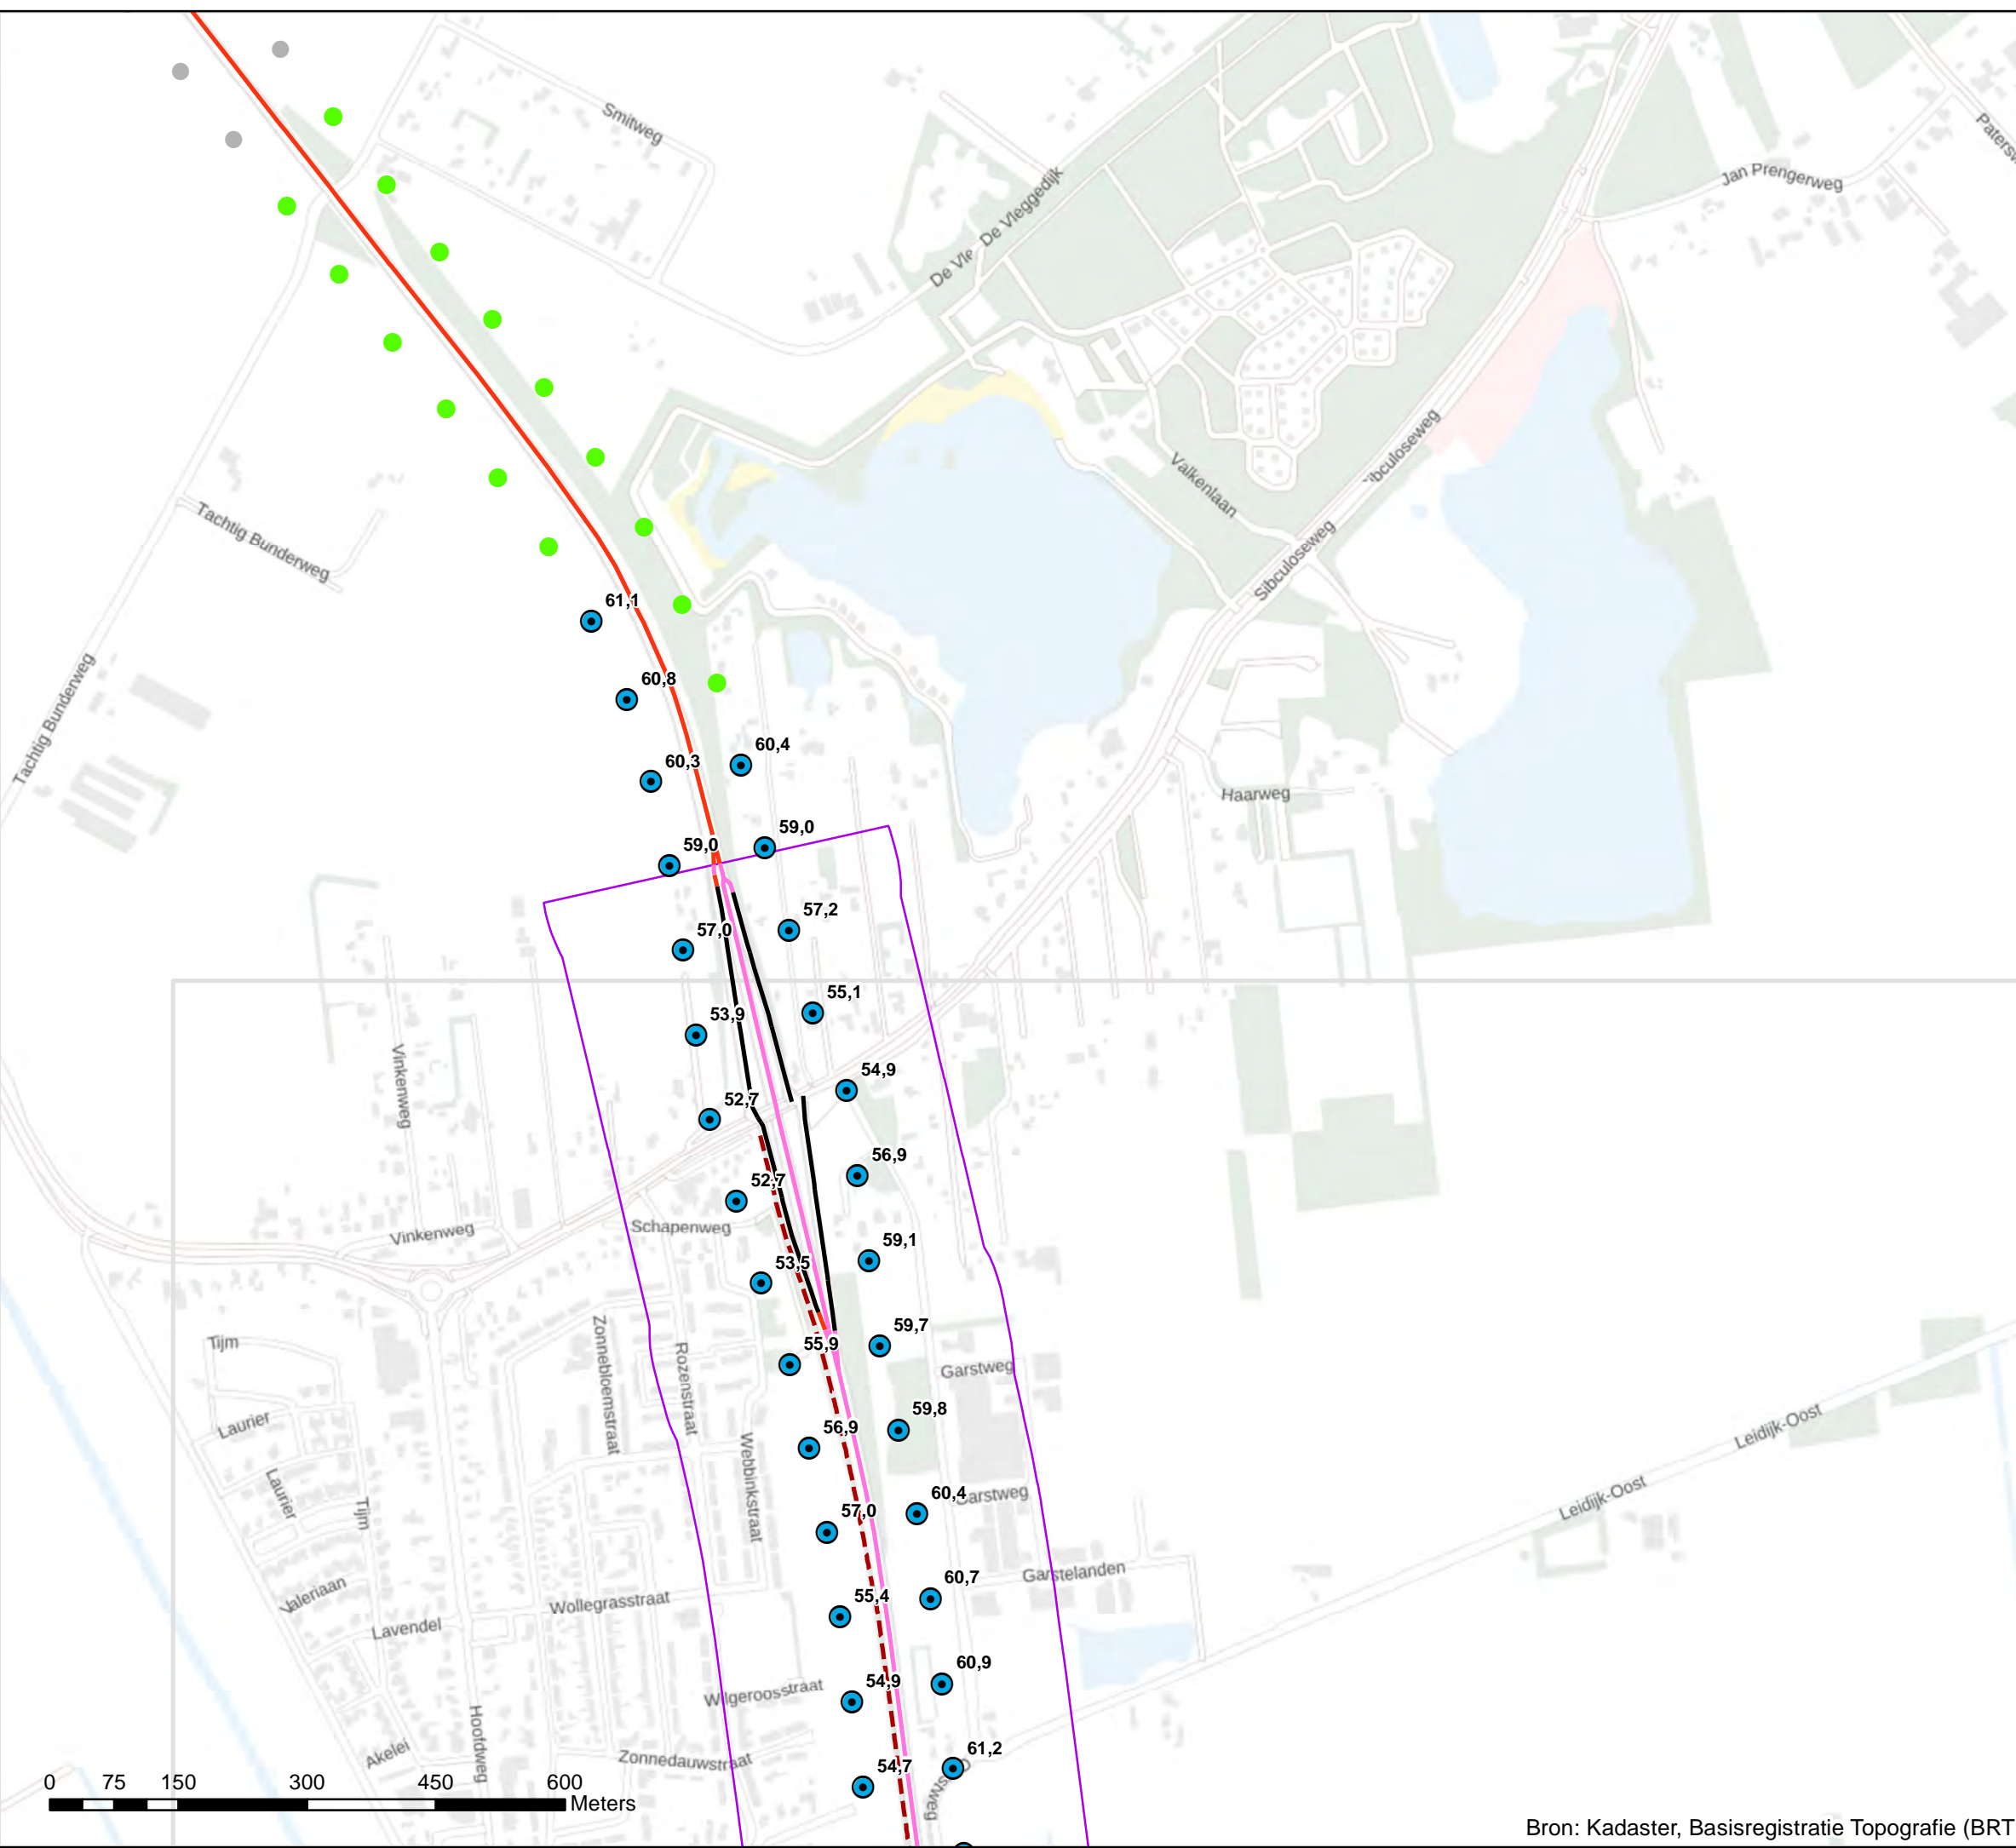 Smitweg
De Vleggedijk
De Vle
Jan Prengerweg
Sibculoseweg
Valkenlaan
Sibculoseweg
Tachtig Bunderweg
61,1
Tachtig Bunderweg
60,8
60,4
60,3
Haarweg
59,0
59,0
57,2
57,0
55,1
53,9
Vinkenweg
54,9
52,7
56,9
52,7
Schapenweg
Vinkenweg
59,1
53,5
Tijm
Zonnebloemstraat
Rozenstraat
55,9
59,7
Garstweg
Laurier
59,8
56,9
Leidijk-Oost
Webbinkstraat
Laurier
Tijm
60,4
Garstweg
57,0
Leidijk-Oost
Garstelanden
Valeriaan
Wollegrasstraat
55,4
60,7
Lavendel
54,9
60,9
Wilgeroosstraat
Hoofdweg
Akelei
Zonnedauwstraat
61,2
54,7
0 75 150 300 450 600
Meters
Bron: Kadaster, Basisregistratie Topografie (BRT